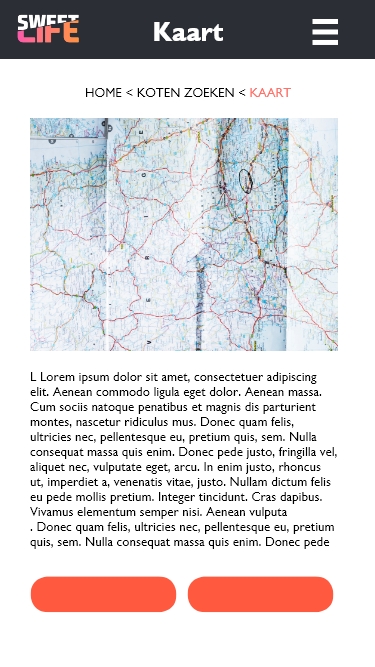 SWEET
LIFE
Kaart
HOME < KOTEN ZOEKEN < KAART
L Lorem ipsum dolor sit amet, consectetuer adipiscing
elit. Aenean commodo ligula eget dolor. Aenean massa.
Cum sociis natoque penatibus et magnis dis parturient
montes, nascetur ridiculus mus. Donec quam felis,
ultricies nec, pellentesque eu, pretium quis, sem. Nulla
consequat massa quis enim. Donec pede justo, fringilla vel,
aliquet nec, vulputate eget, arcu. In enim justo, rhoncus
ut, imperdiet a, venenatis vitae, justo. Nullam dictum felis
eu pede mollis pretium. Integer tincidunt. Cras dapibus.
Vivamus elementum semper nisi. Aenean vulputa
. Donec quam felis, ultricies nec, pellentesque eu, pretium
quis, sem. Nulla consequat massa quis enim. Donec pede